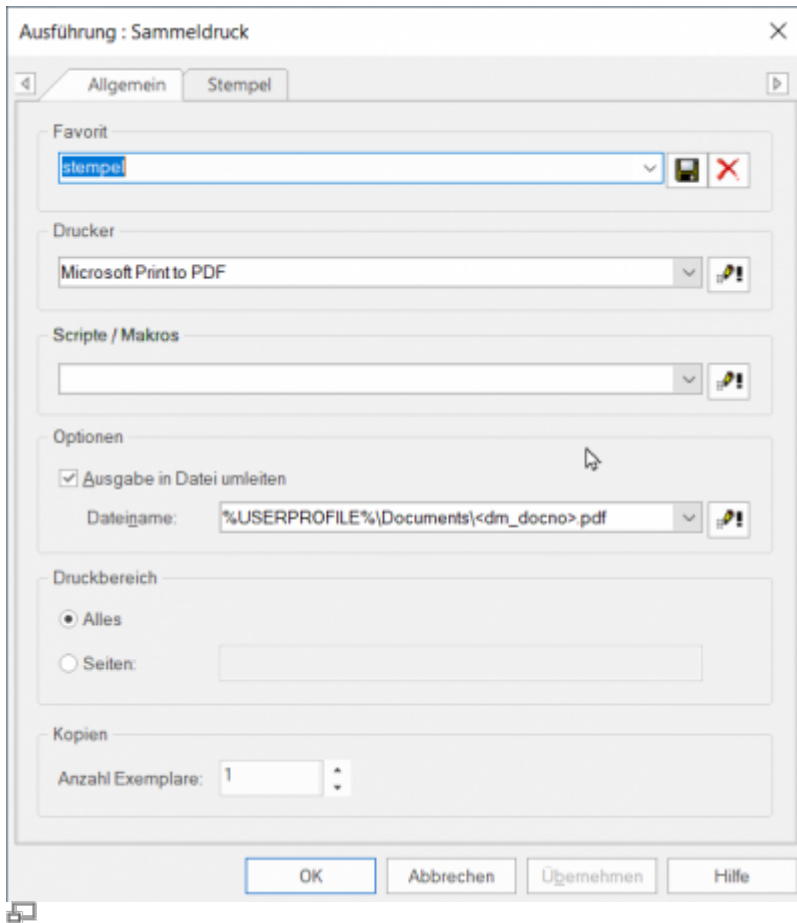 Ausführung : Sammeldruck
Allgemein Stempel
Favorit
stempel
Drucker
Microsoft Print to PDF
Scripte / Makros
Optionen
Ausgabe in Datei umleiten
Dateiname: %USERPROFILE%\Documents\<dm_docno>.pdf
Druckbereich
Alles
Seiten:
Kopien
Anzahl Exemplare: 1
OK Abbrechen Übernehmen Hilfe